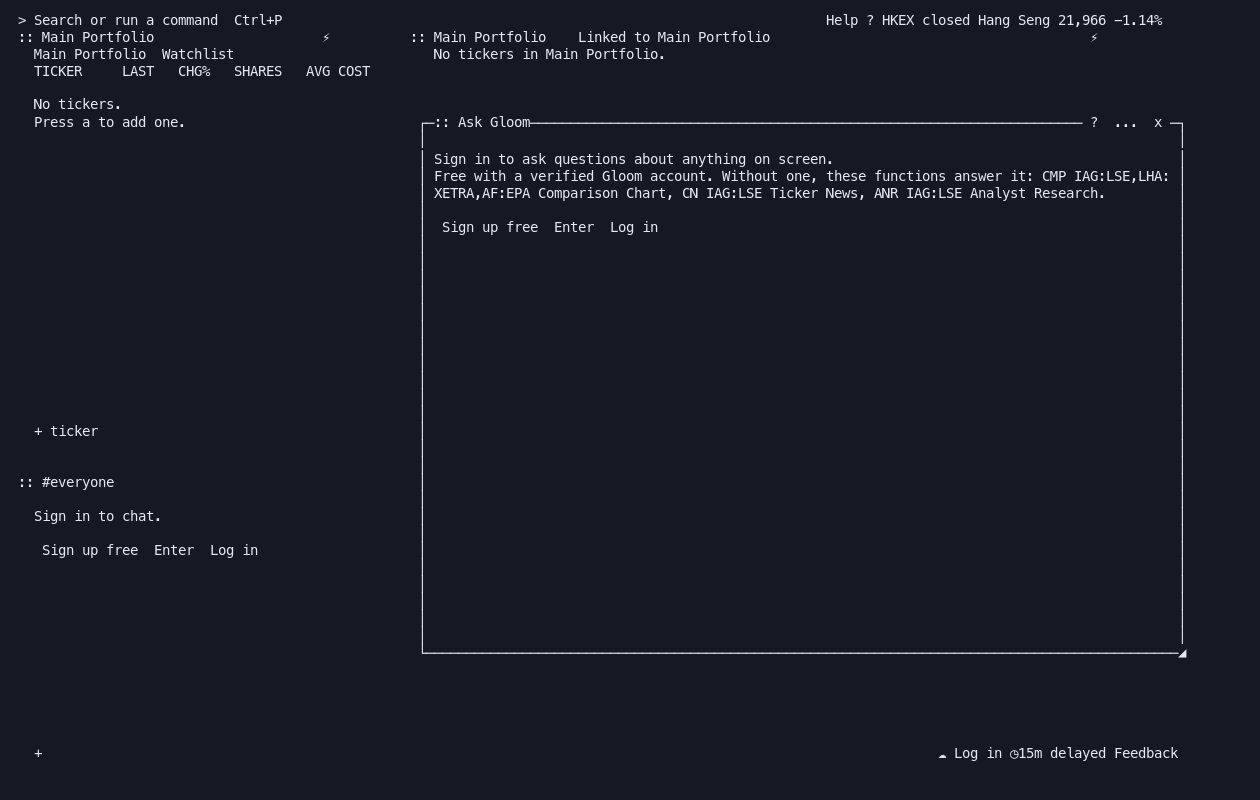 > Search or run a command  Ctrl+P    Help ? HKEX closed Hang Seng 21,966 −1.14%
:: Main Portfolio    ⚡    :: Main Portfolio    Linked to Main Portfolio    ⚡
Main Portfolio  Watchlist    No tickers in Main Portfolio.
TICKER    LAST  CHG%  SHARES  AVG COST
No tickers.
Press a to add one.
:: Ask Gloom    ?  ...  x
Sign in to ask questions about anything on screen.
Free with a verified Gloom account. Without one, these functions answer it: CMP IAG:LSE,LHA:
XETRA,AF:EPA Comparison Chart, CN IAG:LSE Ticker News, ANR IAG:LSE Analyst Research.
Sign up free  Enter  Log in
+ ticker
:: #everyone
Sign in to chat.
Sign up free  Enter  Log in
+    ☁ Log in ◷15m delayed Feedback